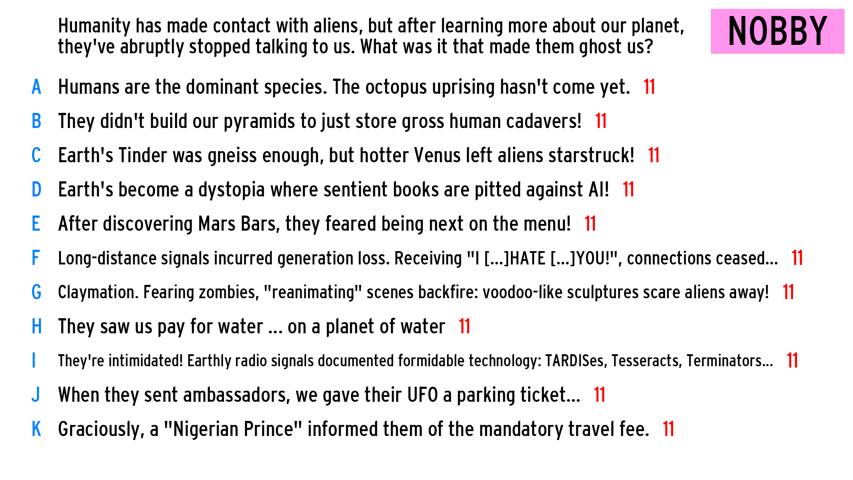 Humanity has made contact with aliens, but after learning more about our planet,
they've abruptly stopped talking to us. What was it that made them ghost us?
NOBBY
A Humans are the dominant species. The octopus uprising hasn't come yet. 11
B They didn't build our pyramids to just store gross human cadavers! 11
C Earth's Tinder was gneiss enough, but hotter Venus left aliens starstruck! 11
D Earth's become a dystopia where sentient books are pitted against AI! 11
E After discovering Mars Bars, they feared being next on the menu! 11
F Long-distance signals incurred generation loss. Receiving "I [...]HATE [...]YOU!", connections ceased... 11
G Claymation. Fearing zombies, "reanimating" scenes backfire: voodoo-like sculptures scare aliens away! 11
H They saw us pay for water ... on a planet of water 11
I They're intimidated! Earthly radio signals documented formidable technology: TARDISes, Tesseracts, Terminators... 11
J When they sent ambassadors, we gave their UFO a parking ticket... 11
K Graciously, a "Nigerian Prince" informed them of the mandatory travel fee. 11